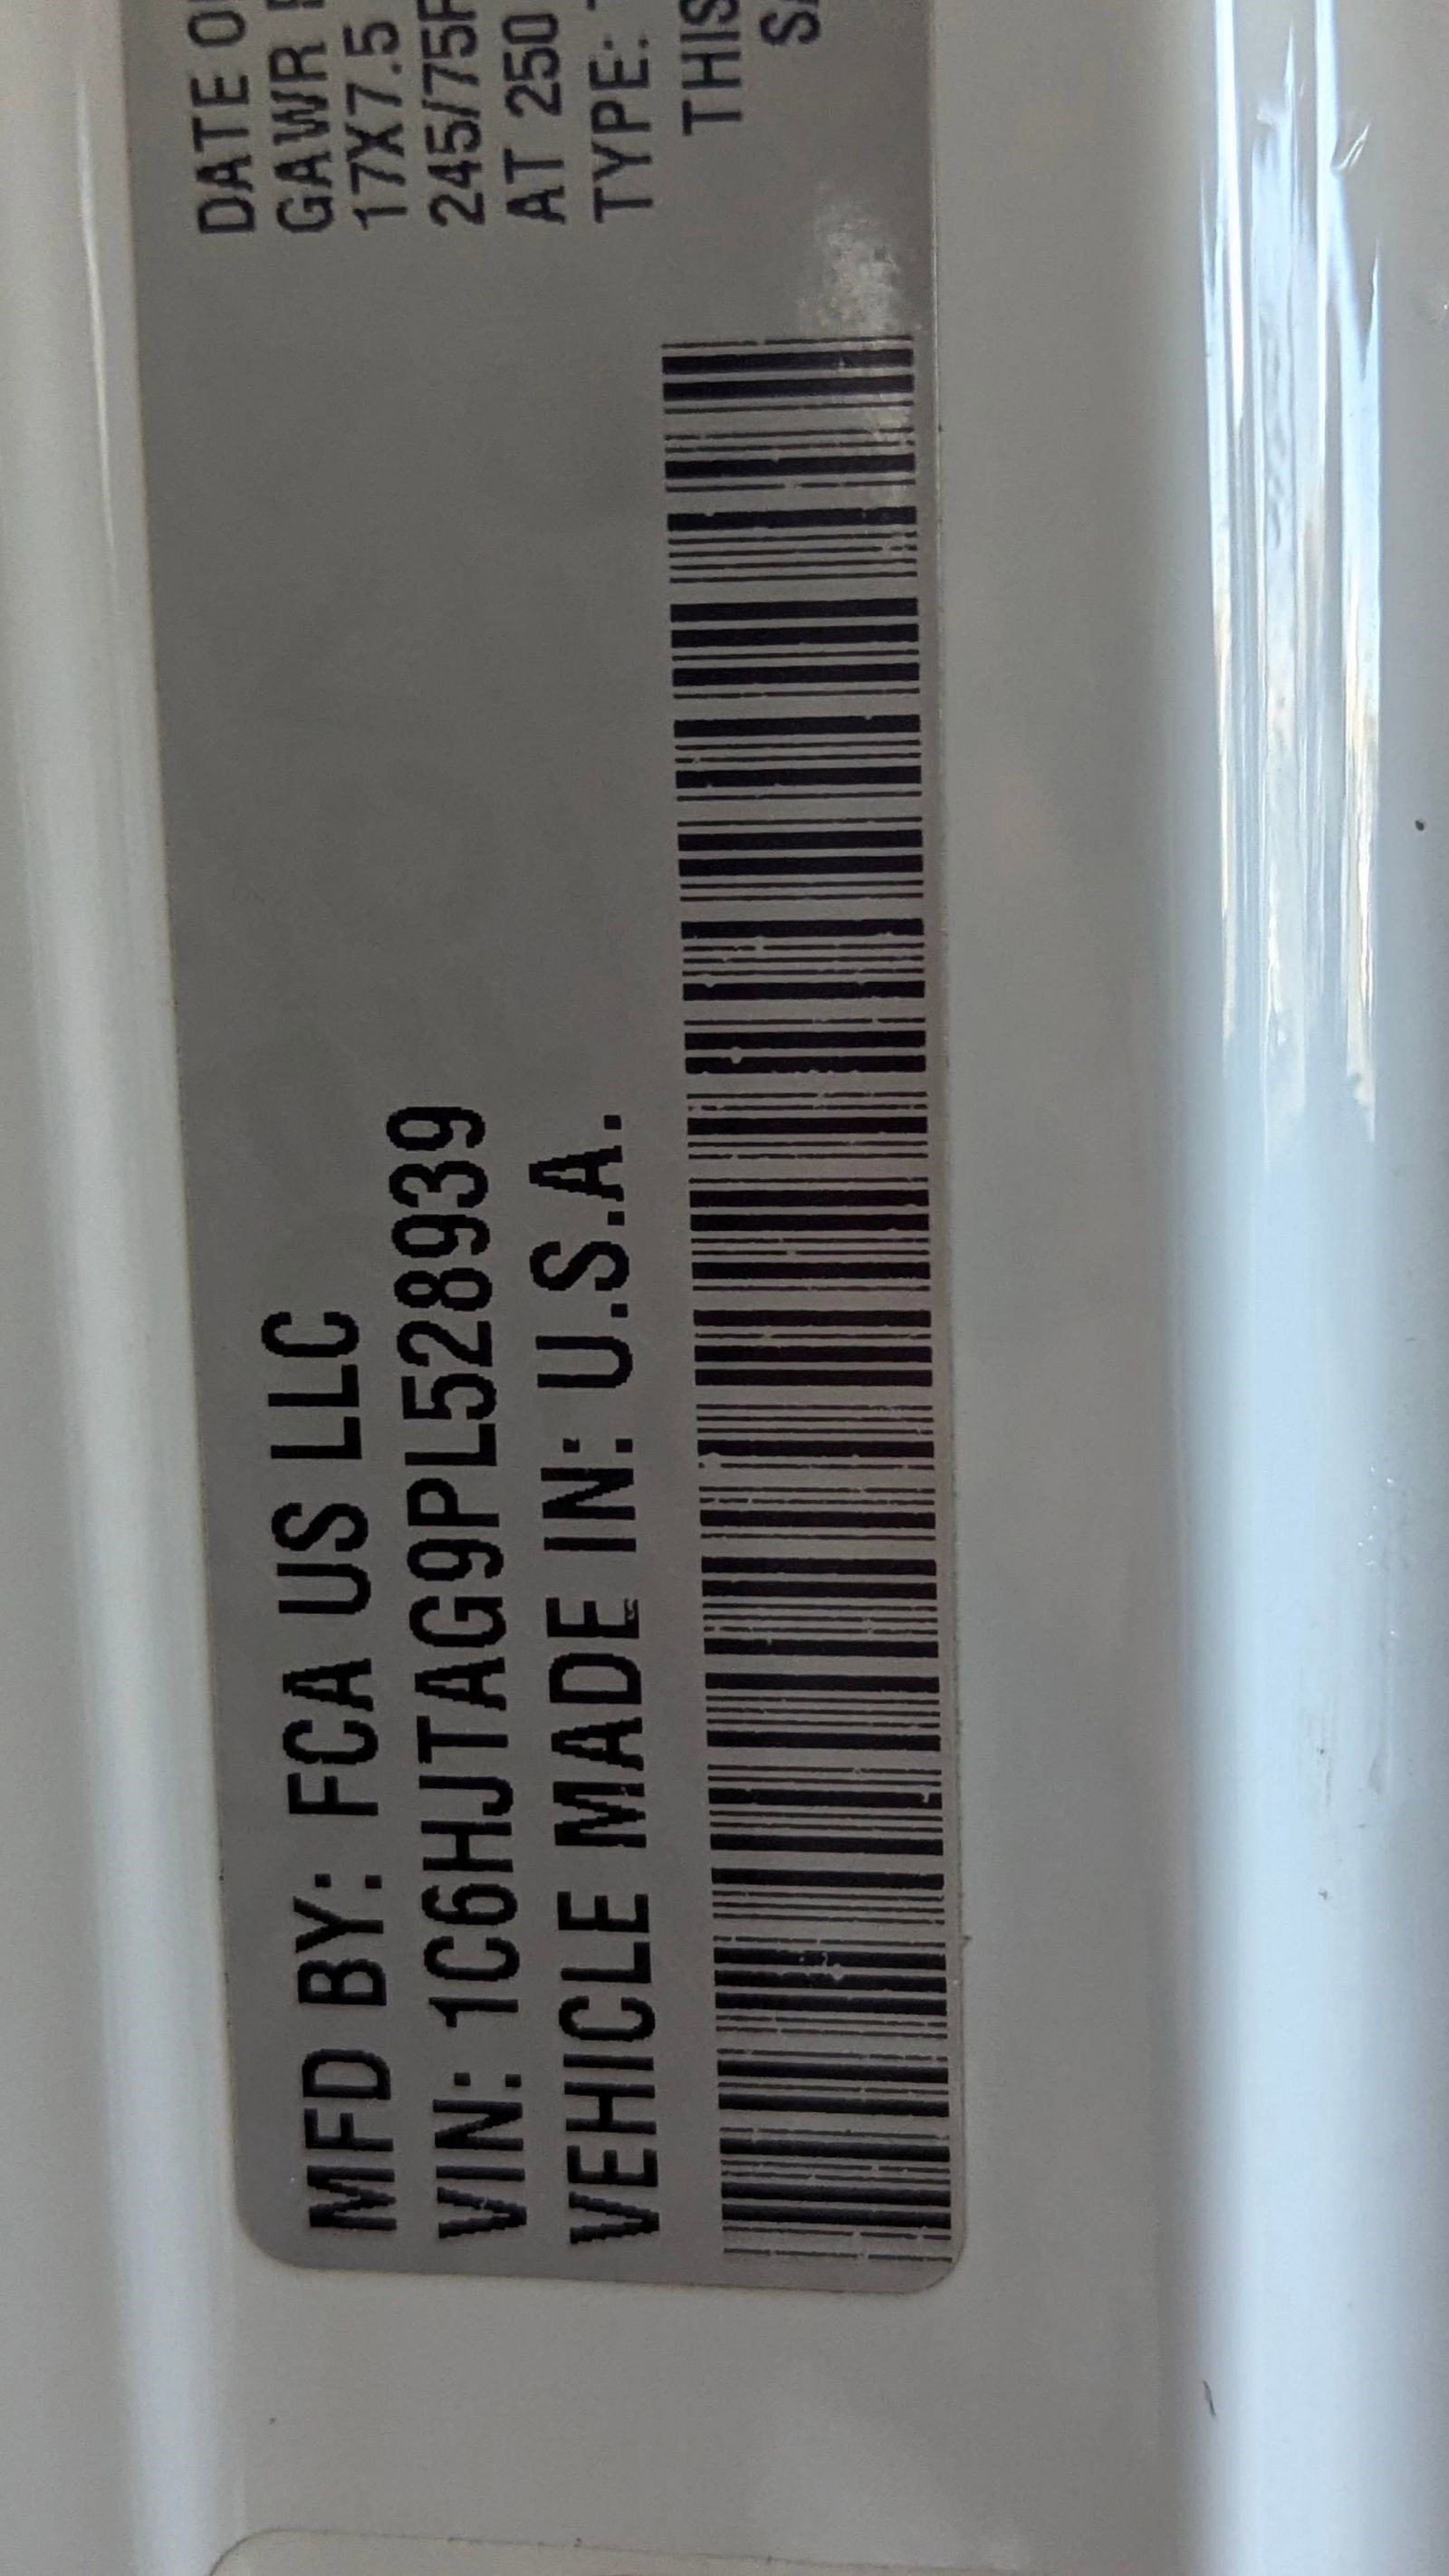 MFD BY: FCA US LLC
VIN: 1C6HJTAG9PL528939
VEHICLE MADE IN: U.S.A.
DATE O
GAWR
17X7.5
245/75R
AT 250
TYPE:
THIS